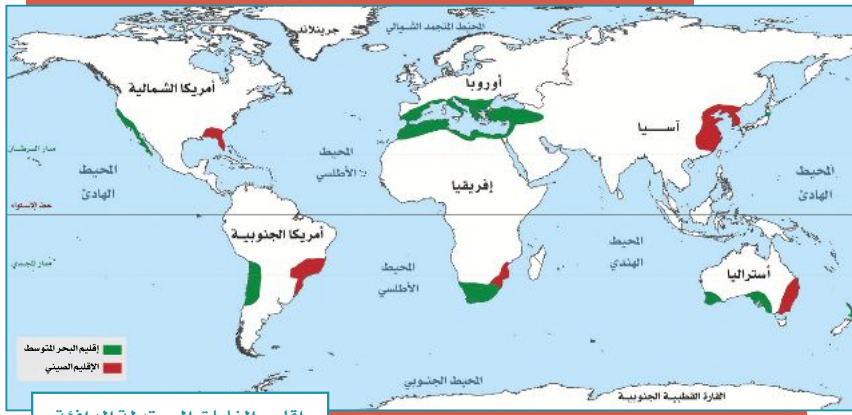 المحيط المتجمد الشمالي
جرينلاند
أمريكا الشمالية
أوروبا
آسـيـا
مدار السرطان
المحيط
الهادئ
المحيط
الأطلسي
إفريقيا
المحيط
الهادئ
خط الاستواء
أمريكا الجنوبية
المحيط
الهندي
المحيط
الأطلسي
أستراليا
مدار الجدي
إقليم البحر المتوسط
الإقليم الصيني
المحيط الجنوبي
القارة القطبية الجنوبية